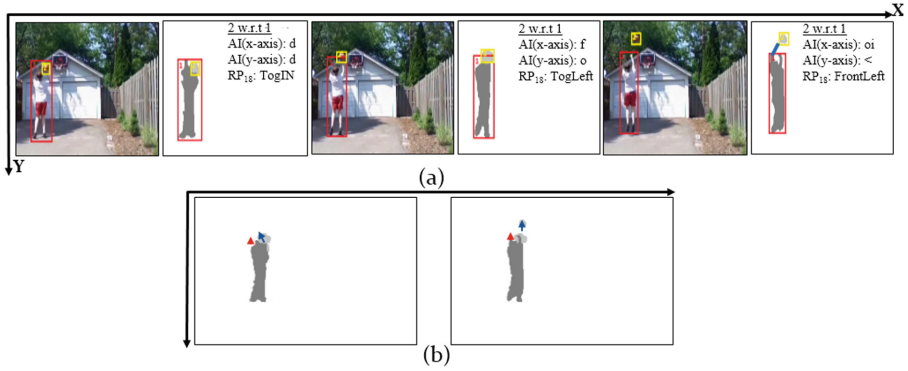 X
2 w.r.t 1
AI(x-axis): d
AI(y-axis): d
RP18: TogIN
2 w.r.t 1
AI(x-axis): f
AI(y-axis): o
RP18: TogLeft
2 w.r.t 1
AI(x-axis): oi
AI(y-axis): <
RP18: FrontLeft
Y
(a)
(b)